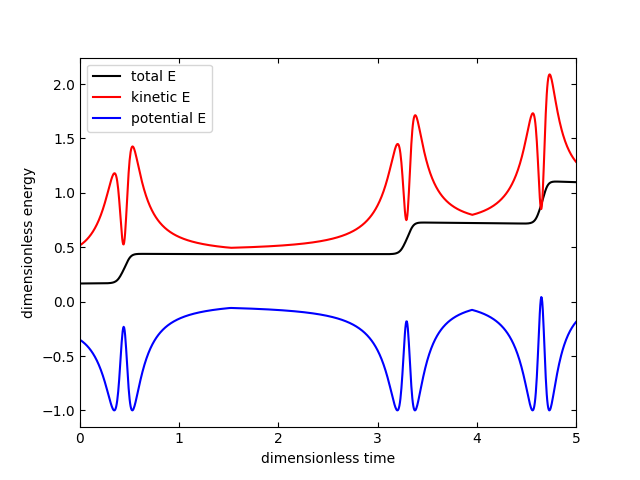 total E
kinetic E
potential E
2.0
1.5
1.0
0.5
0.0
−0.5
−1.0
dimensionless energy
0 1 2 3 4 5
dimensionless time